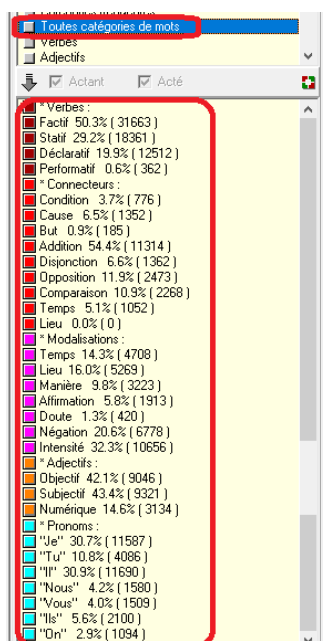 Toutes catégories de mots
Verbes
Adjectifs
Actant Acté
* Verbes :
Factif 50.3% ( 31663 )
Statif 29.2% ( 18361 )
Déclaratif 19.9% ( 12512 )
Performatif 0.6% ( 362 )
* Connecteurs :
Condition 3.7% ( 776 )
Cause 6.5% ( 1352 )
But 0.9% ( 185 )
Addition 54.4% ( 11314 )
Disjonction 6.6% ( 1362 )
Opposition 11.9% ( 2473 )
Comparaison 10.9% ( 2268 )
Temps 5.1% ( 1052 )
Lieu 0.0% ( 0 )
* Modalisations :
Temps 14.3% ( 4708 )
Lieu 16.0% ( 5269 )
Manière 9.8% ( 3223 )
Affirmation 5.8% ( 1913 )
Doute 1.3% ( 420 )
Négation 20.6% ( 6778 )
Intensité 32.3% ( 10656 )
* Adjectifs :
Objectif 42.1% ( 9046 )
Subjectif 43.4% ( 9321 )
Numérique 14.6% ( 3134 )
* Pronoms :
"Je" 30.7% ( 11587 )
"Tu" 10.8% ( 4086 )
"Il" 30.9% ( 11690 )
"Nous" 4.2% ( 1580 )
"Vous" 4.0% ( 1509 )
"Ils" 5.6% ( 2100 )
"On" 2.9% ( 1094 )